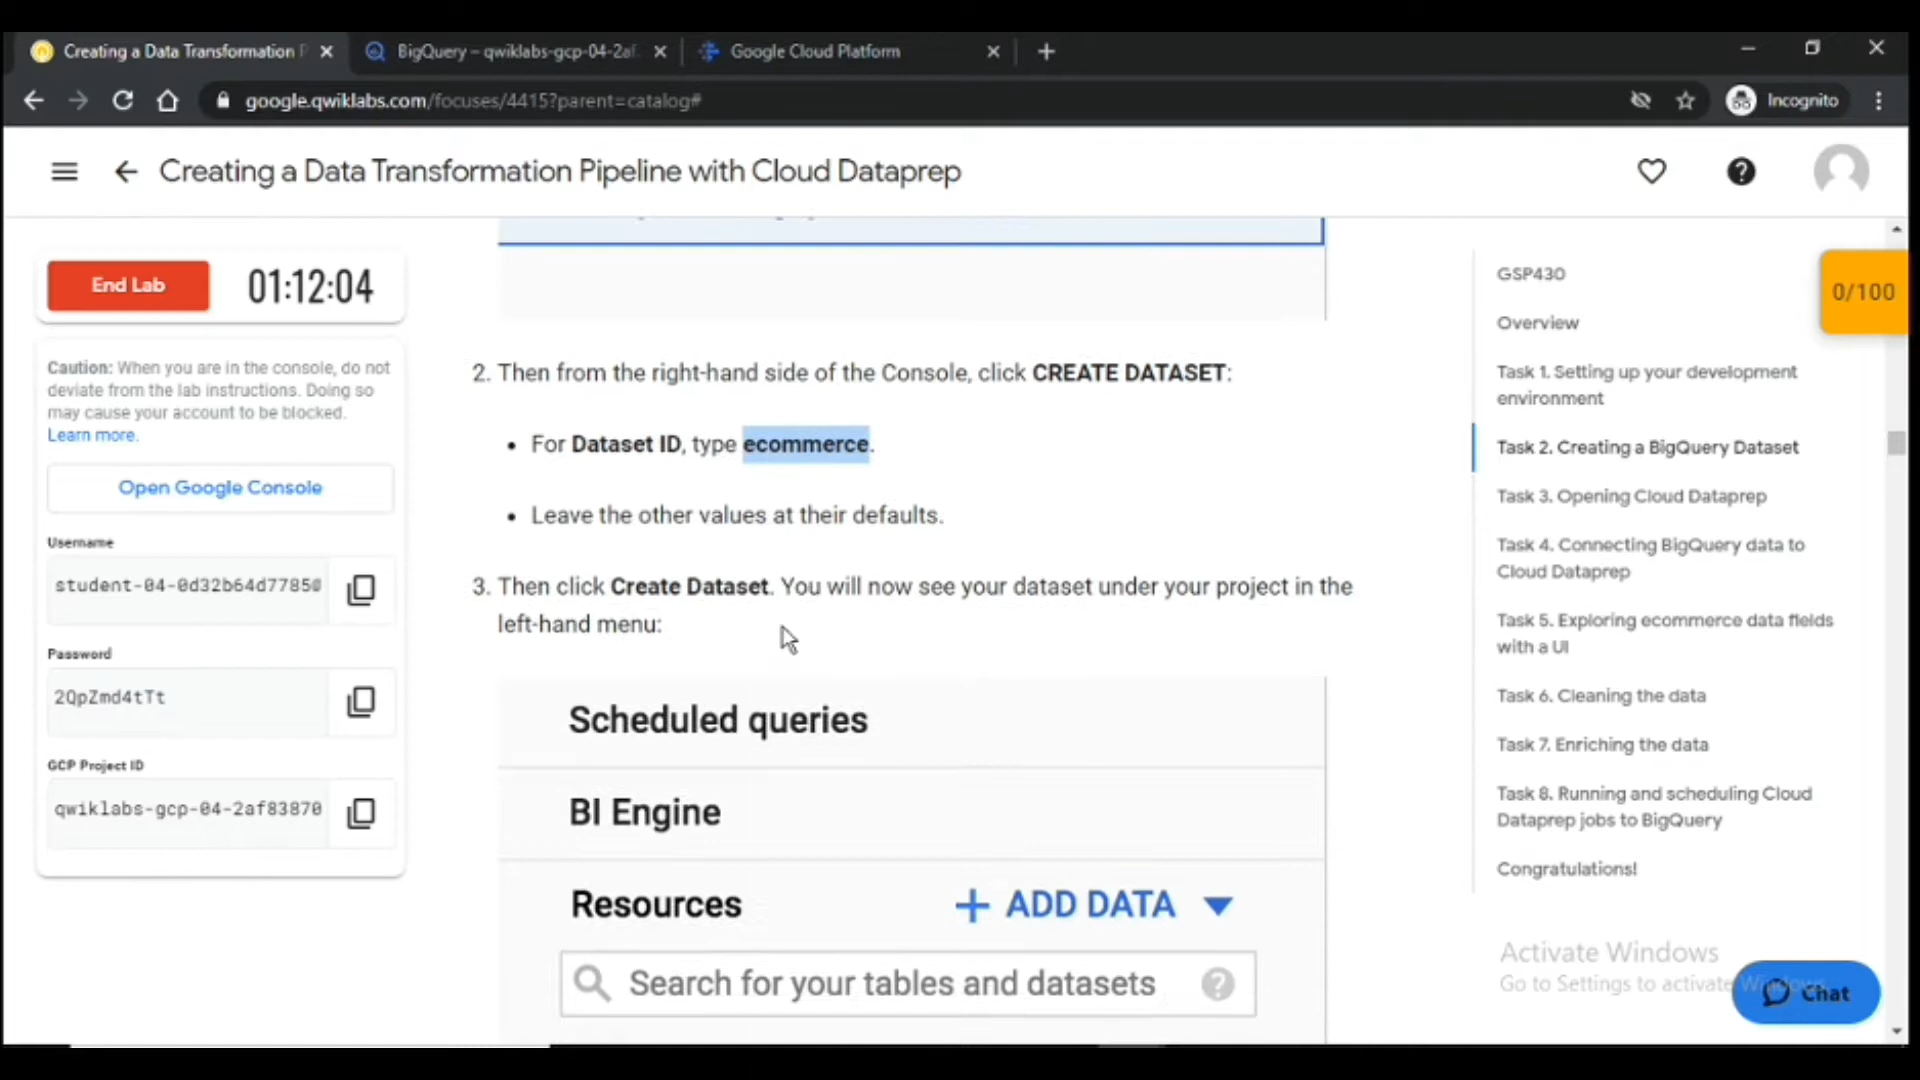 Creating a Data Transformation P
BigQuery – qwiklabs-gcp-04-2af
Google Cloud Platform
google.qwiklabs.com/focuses/4415?parent=catalog#
Incognito
Creating a Data Transformation Pipeline with Cloud Dataprep
End Lab
01:12:04
Caution: When you are in the console, do not
deviate from the lab instructions. Doing so
may cause your account to be blocked.
Learn more.
Open Google Console
Username
student-04-0d32b64d7785@
Password
2QpZmd4tTt
GCP Project ID
qwiklabs-gcp-04-2af83870
2. Then from the right-hand side of the Console, click CREATE DATASET:
• For Dataset ID, type ecommerce.
• Leave the other values at their defaults.
3. Then click Create Dataset. You will now see your dataset under your project in the
left-hand menu:
Scheduled queries
BI Engine
Resources
+ ADD DATA
Search for your tables and datasets
GSP430
Overview
Task 1. Setting up your development
environment
Task 2. Creating a BigQuery Dataset
Task 3. Opening Cloud Dataprep
Task 4. Connecting BigQuery data to
Cloud Dataprep
Task 5. Exploring ecommerce data fields
with a UI
Task 6. Cleaning the data
Task 7. Enriching the data
Task 8. Running and scheduling Cloud
Dataprep jobs to BigQuery
Congratulations!
0/100
Activate Windows
Go to Settings to activate Windows.
Chat